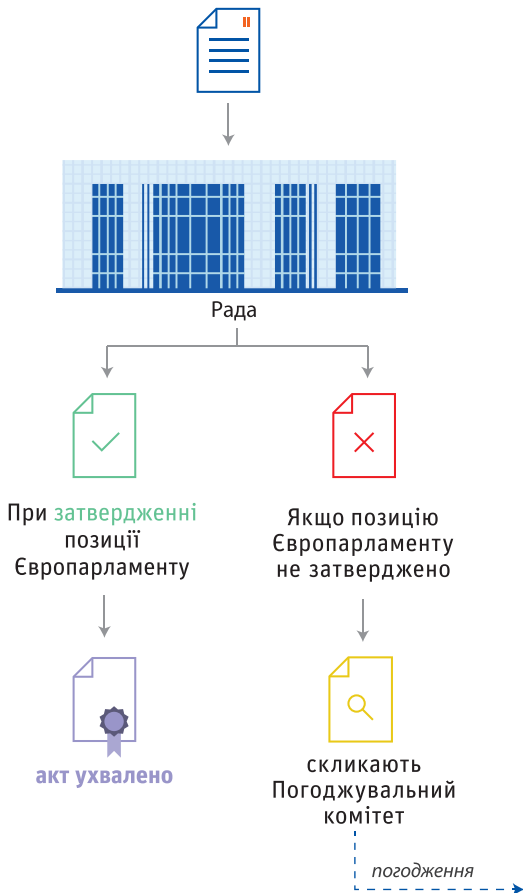 Рада
При затвердженні
позиції
Європарламенту
Якщо позицію
Європарламенту
не затверджено
акт ухвалено
скликають
Погоджувальний
комітет
погодження